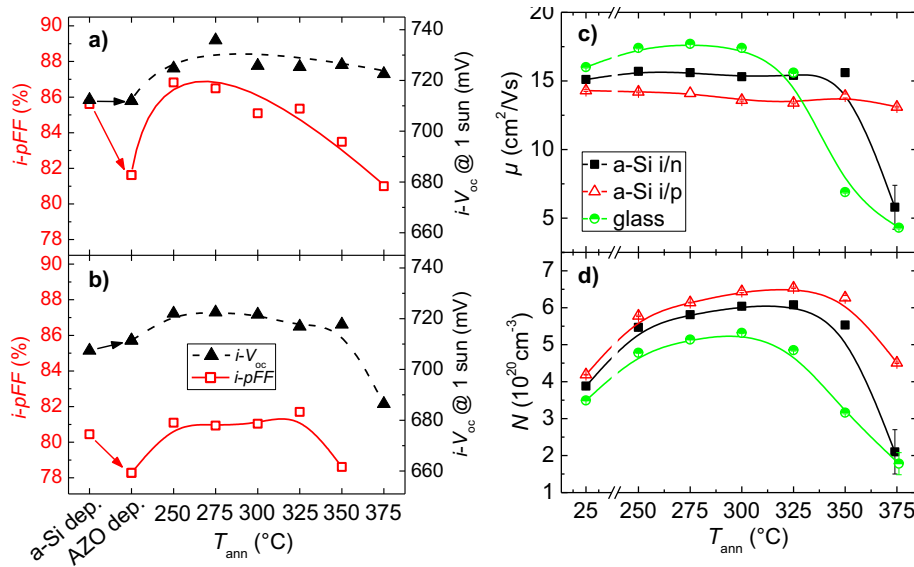 a)
90
88
86
84
82
80
78
i-pFF (%)
740
720
700
680
660
i-Voc @ 1 sun (mV)
b)
90
88
86
84
82
80
78
i-pFF (%)
740
720
700
680
660
i-Voc @ 1 sun (mV)
i-Voc
i-pFF
a-Si dep.
AZO dep.
250 275 300 325 350 375
Tann (°C)
c)
20
15
10
5
μ (cm2/Vs)
a-Si i/n
a-Si i/p
glass
d)
7
6
5
4
3
2
1
N (1020cm-3)
25 250 275 300 325 350 375
Tann (°C)